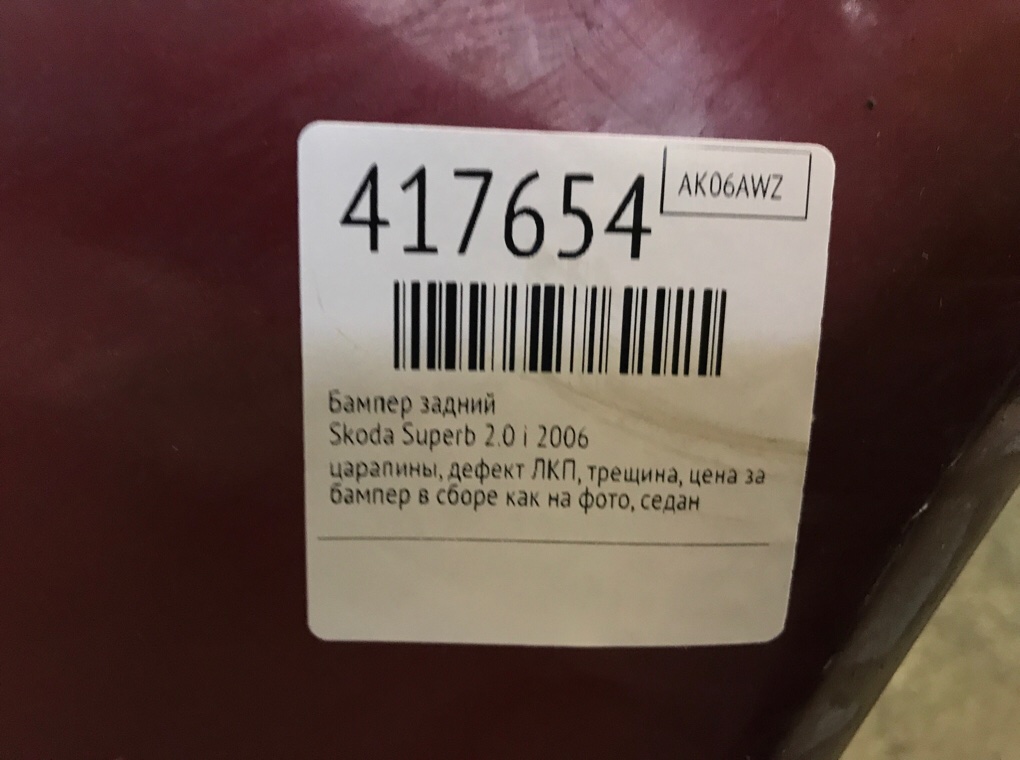 417654
AK06AWZ
Бампер задний
Skoda Superb 2.0 i 2006
царапины, дефект ЛКП, трещина, цена за
бампер в сборе как на фото, седан